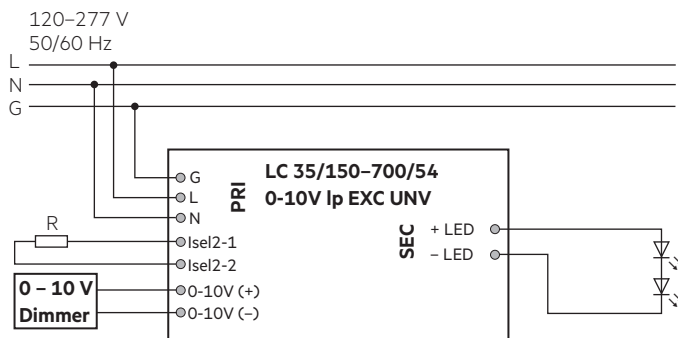 120–277 V
50/60 Hz
L
N
G
LC 35/150–700/54
0-10V lp EXC UNV
PRI
G
L
N
R
Isel2-1
Isel2-2
SEC
+ LED
– LED
0 – 10 V
Dimmer
0-10V (+)
0-10V (–)